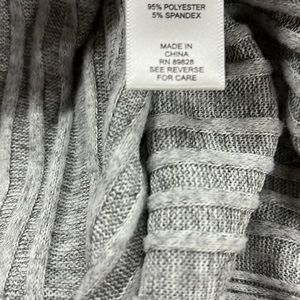 95% POLYESTER
5% SPANDEX
MADE IN
CHINA
RN 89828
SEE REVERSE
FOR CARE